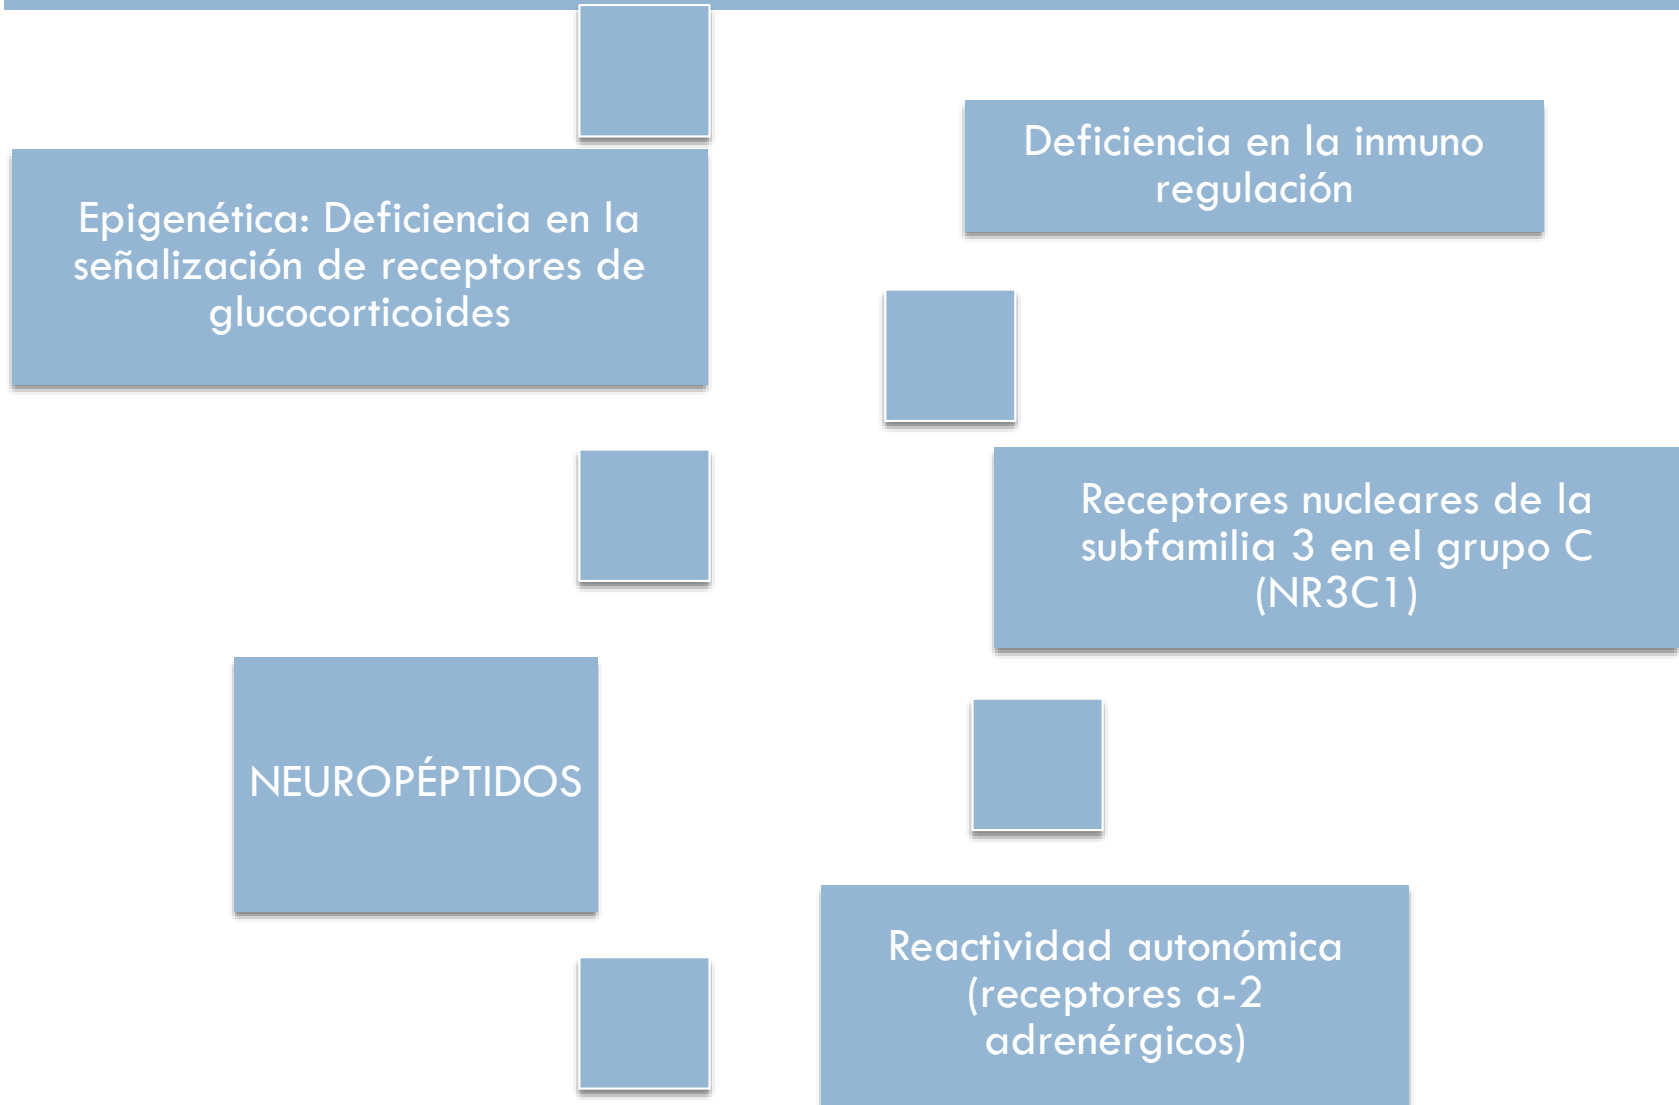 Epigenética: Deficiencia en la
señalización de receptores de
glucocorticoides
Deficiencia en la inmuno
regulación
Receptores nucleares de la
subfamilia 3 en el grupo C
(NR3C1)
NEUROPÉPTIDOS
Reactividad autonómica
(receptores a-2
adrenérgicos)